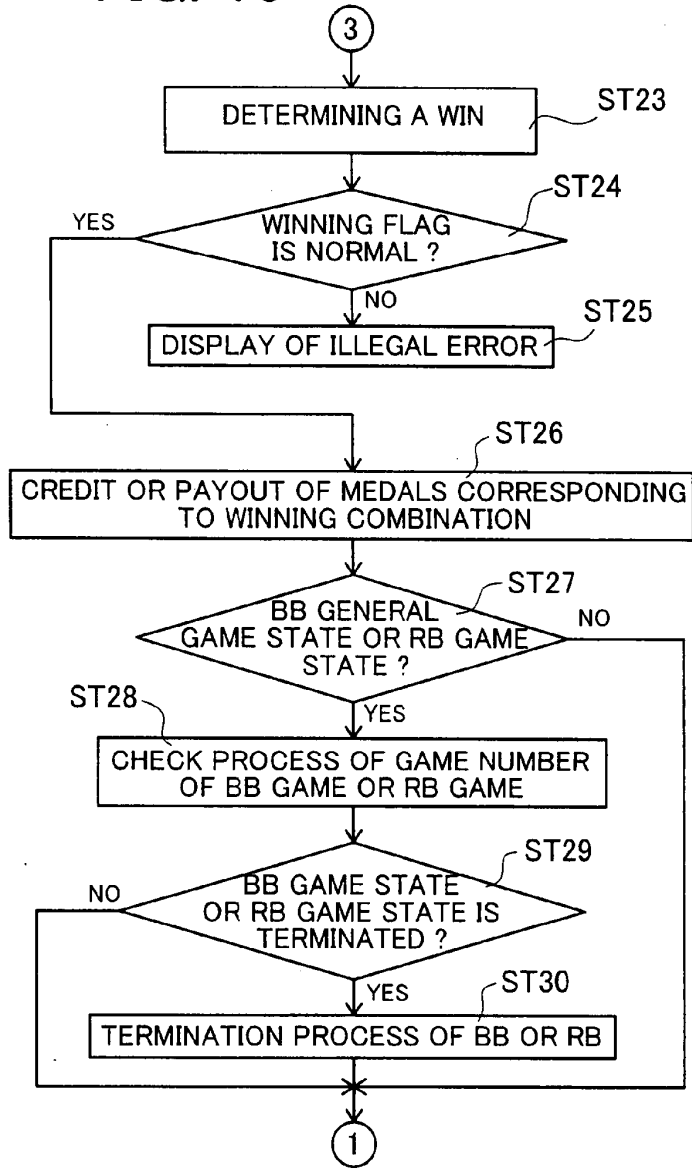 3
DETERMINING A WIN
ST23
ST24
YES
WINNING FLAG
IS NORMAL ?
NO
ST25
DISPLAY OF ILLEGAL ERROR
ST26
CREDIT OR PAYOUT OF MEDALS CORRESPONDING
TO WINNING COMBINATION
ST27
BB GENERAL
GAME STATE OR RB GAME
STATE ?
NO
ST28
YES
CHECK PROCESS OF GAME NUMBER
OF BB GAME OR RB GAME
ST29
NO
BB GAME STATE
OR RB GAME STATE IS
TERMINATED ?
YES
ST30
TERMINATION PROCESS OF BB OR RB
1